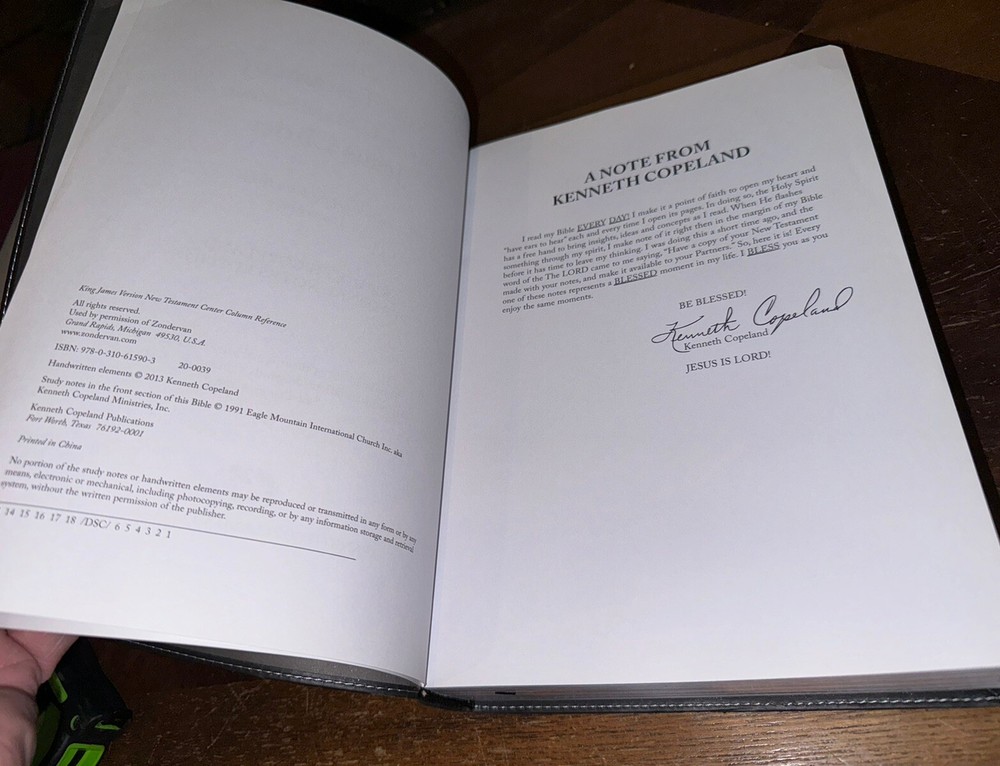 King James Version New Testament Center Column Reference
All rights reserved.
Used by permission of Zondervan
Grand Rapids, Michigan 49530, U.S.A.
www.zondervan.com
ISBN: 978-0-310-61590-3 20-0039
Handwritten elements © 2013 Kenneth Copeland
Study notes in the front section of this Bible © 1991 Eagle Mountain International Church Inc. aka
Kenneth Copeland Ministries, Inc.
Kenneth Copeland Publications
Fort Worth, Texas 76192-0001
Printed in China
No portion of the study notes or handwritten elements may be reproduced or transmitted in any form or by any
means, electronic or mechanical, including photocopying, recording, or by any information storage and retrieval
system, without the written permission of the publisher.
14 15 16 17 18 /DSC/ 6 5 4 3 2 1
A NOTE FROM
KENNETH COPELAND
I read my Bible EVERY DAY! I make it a point of faith to open my heart and
"have ears to hear" each and every time I open its pages. In doing so, the Holy Spirit
has a free hand to bring insights, ideas and concepts as I read. When He flashes
something through my spirit, I make note of it right then in the margin of my Bible
before it has time to leave my thinking. I was doing this a short time ago, and the
word of the The LORD came to me saying, "Have a copy of your New Testament
made with your notes, and make it available to your Partners." So, here it is! Every
one of these notes represents a BLESSED moment in my life. I BLESS you as you
enjoy the same moments.
BE BLESSED!
Kenneth Copeland
Kenneth Copeland
JESUS IS LORD!